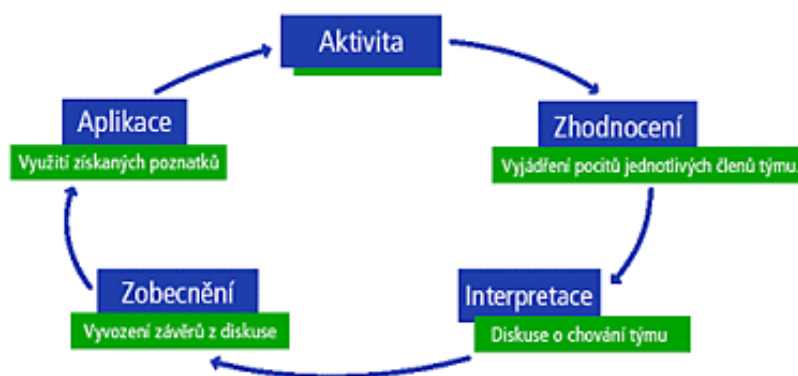 Aktivita
Zhodnocení
Vyjádření pocitů jednotlivých členů týmu.
Interpretace
Diskuse o chování týmu
Zobecnění
Vyvození závěrů z diskuse
Aplikace
Využití získaných poznatků